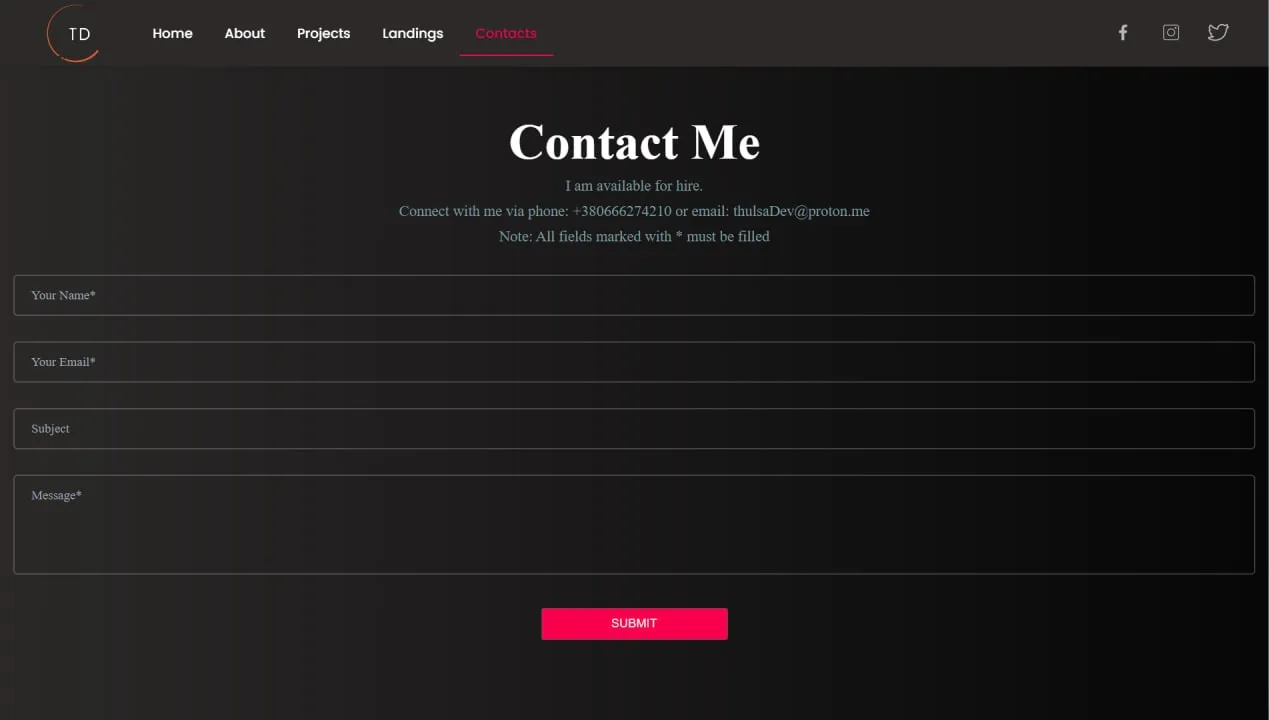 TD
Home
About
Projects
Landings
Contacts
Contact Me
I am available for hire.
Connect with me via phone: +380666274210 or email: thulsaDev@proton.me
Note: All fields marked with * must be filled
Your Name*
Your Email*
Subject
Message*
SUBMIT